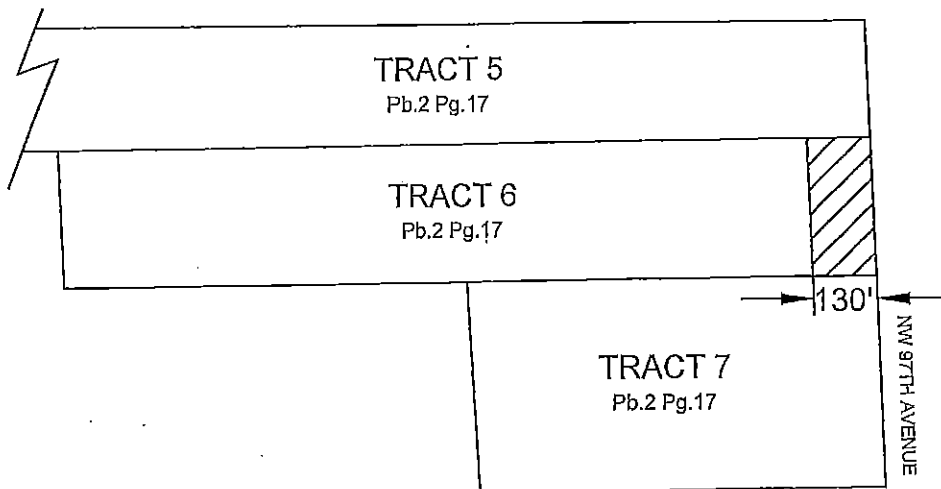 TRACT 5
Pb.2 Pg.17
TRACT 6
Pb.2 Pg.17
130'
TRACT 7
Pb.2 Pg.17
NW 97TH AVENUE